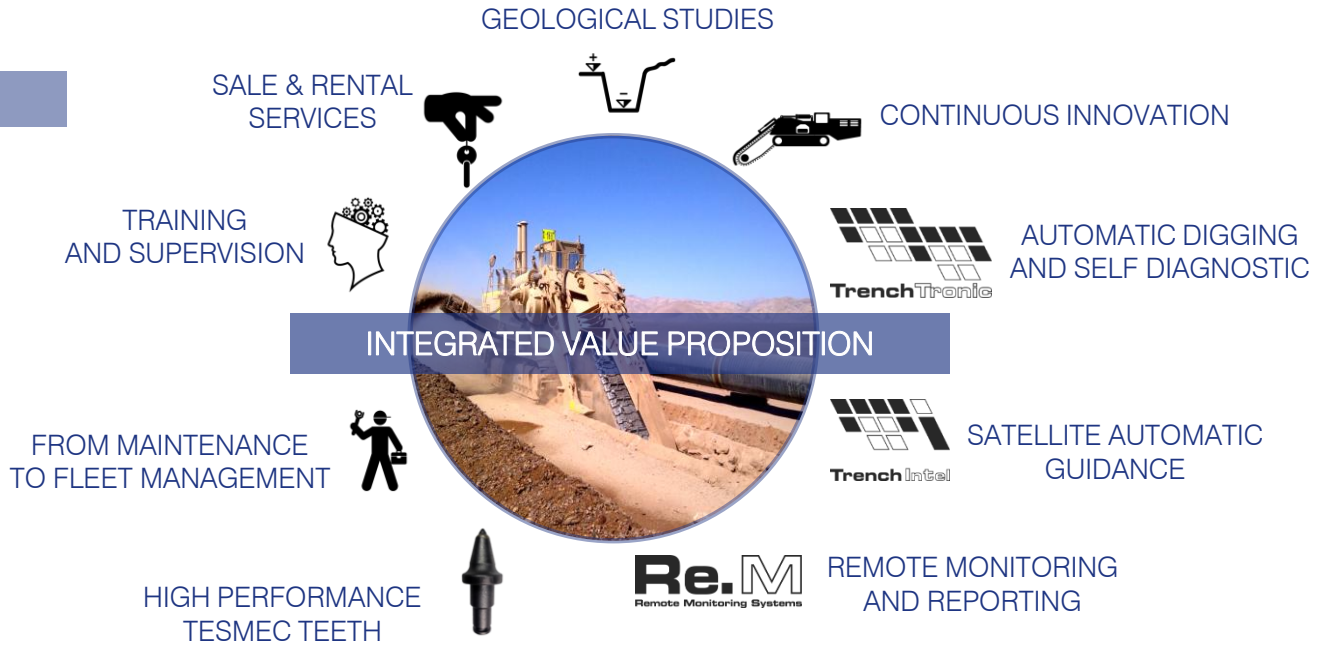 GEOLOGICAL STUDIES
SALE & RENTAL
SERVICES
CONTINUOUS INNOVATION
TRAINING
AND SUPERVISION
AUTOMATIC DIGGING
AND SELF DIAGNOSTIC
TrenchTronic
INTEGRATED VALUE PROPOSITION
FROM MAINTENANCE
TO FLEET MANAGEMENT
SATELLITE AUTOMATIC
GUIDANCE
Trench Intel
HIGH PERFORMANCE
TESMEC TEETH
Re.M
Remote Monitoring Systems
REMOTE MONITORING
AND REPORTING